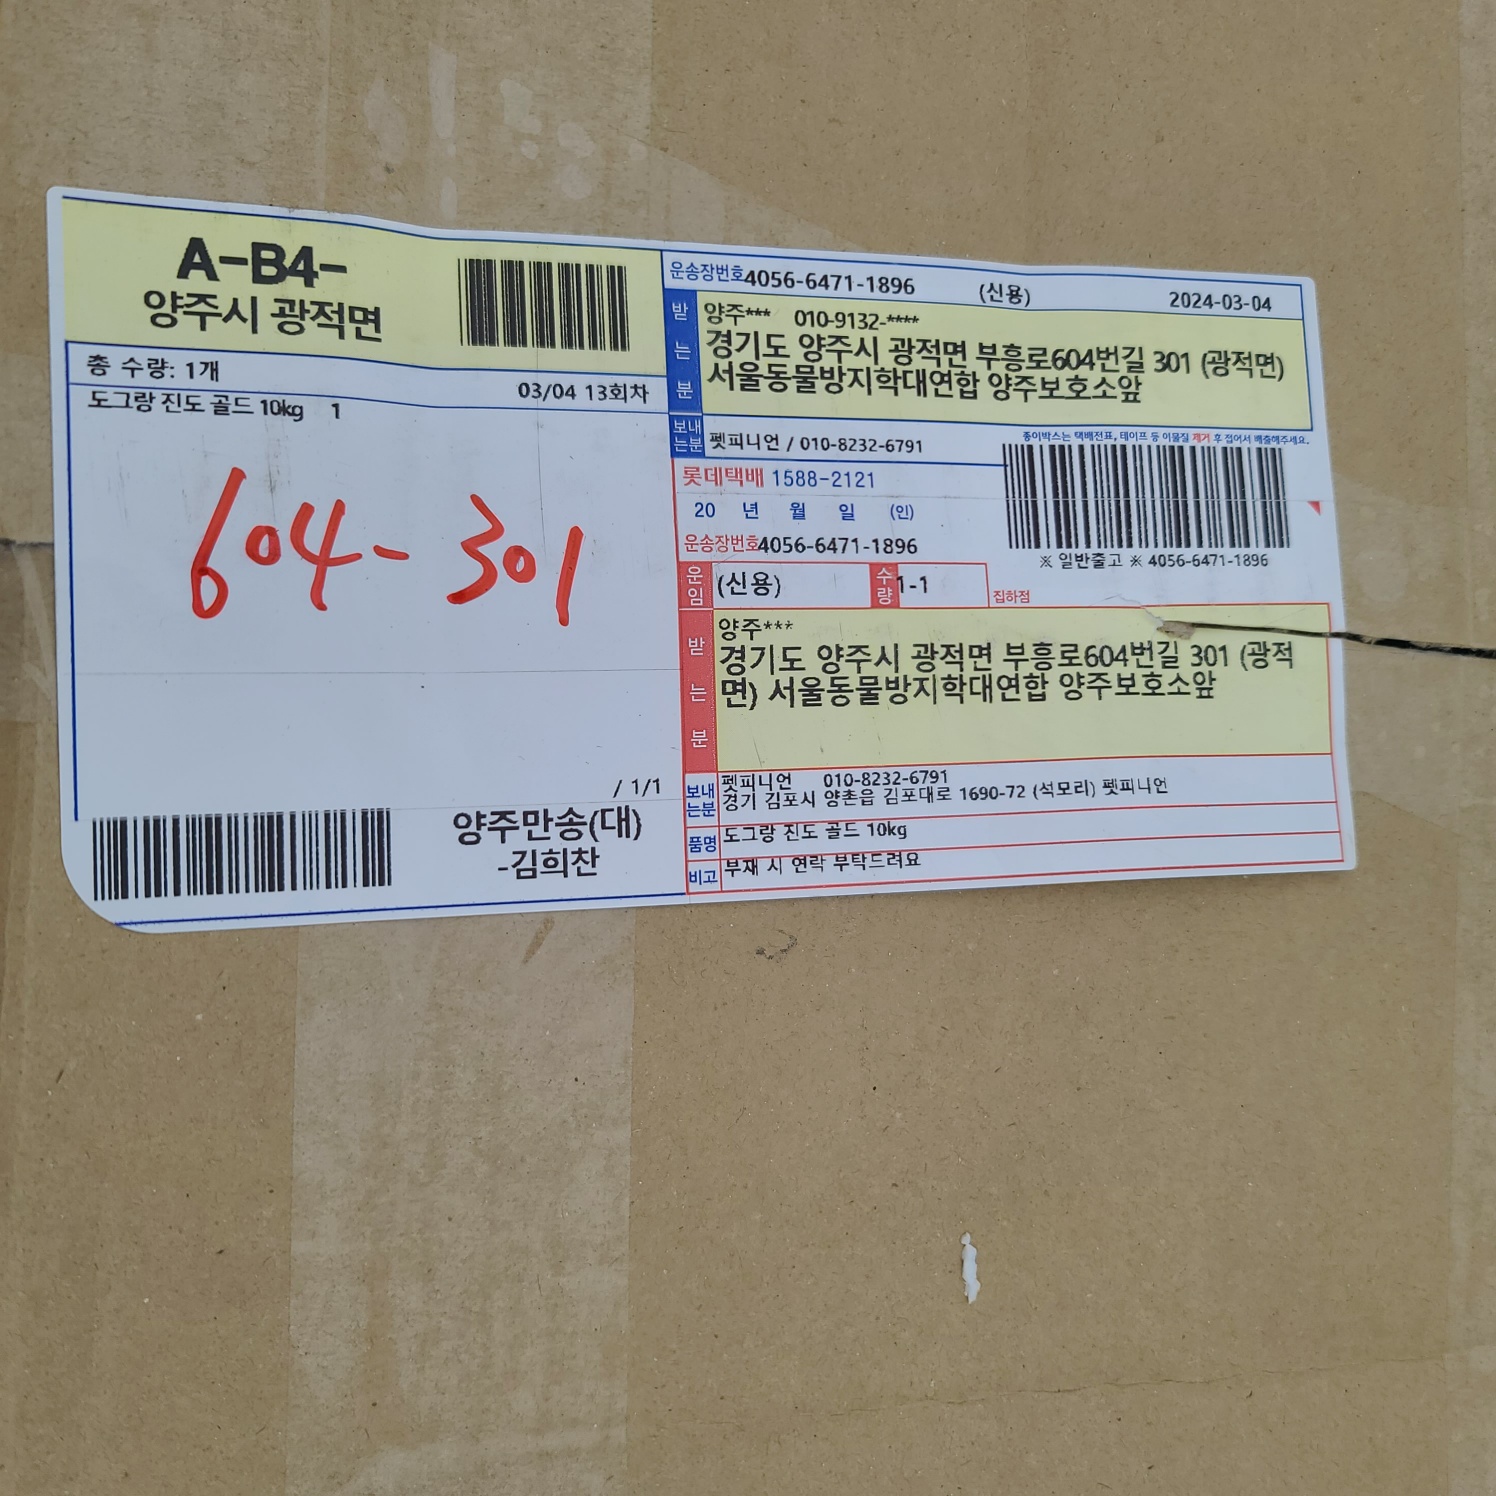 A-B4-
양주시 광적면
총 수량: 1개
03/04 13회차
도그랑 진도 골드 10kg 1
604-301
/ 1/1
양주만송(대)
-김희찬
운송장번호4056-6471-1896 (신용) 2024-03-04
받는분
양주*** 010-9132-****
경기도 양주시 광적면 부흥로604번길 301 (광적면)
서울동물방지학대연합 양주보호소앞
보내는분
펫피니언 / 010-8232-6791
종이박스는 택배전표, 테이프 등 이물질 제거 후 접어서 배출해주세요.
롯데택배 1588-2121
20 년 월 일 (인)
운송장번호4056-6471-1896
※ 일반출고 ※ 4056-6471-1896
운임 (신용) 수량 1-1
집하점
받는분
양주***
경기도 양주시 광적면 부흥로604번길 301 (광적
면) 서울동물방지학대연합 양주보호소앞
보내는분
펫피니언 010-8232-6791
경기 김포시 양촌읍 김포대로 1690-72 (석모리) 펫피니언
품명 도그랑 진도 골드 10kg
비고 부재 시 연락 부탁드려요